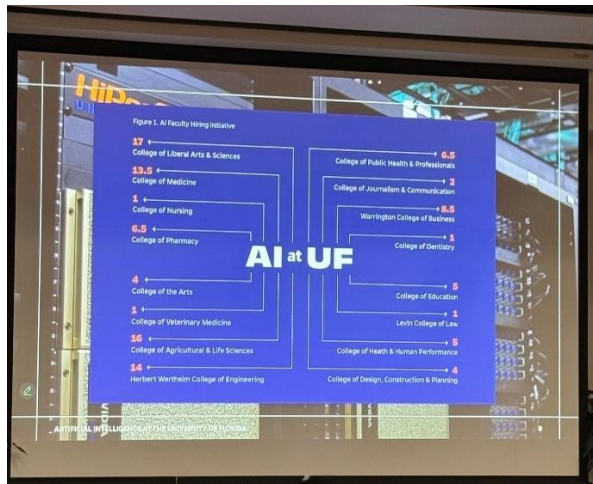 Figure 1. AI Faculty Hiring Initiative
17
College of Liberal Arts & Sciences
13.5
College of Medicine
1
College of Nursing
6.5
College of Pharmacy
4
College of the Arts
1
College of Veterinary Medicine
16
College of Agricultural & Life Sciences
14
Herbert Wertheim College of Engineering
AI at UF
6.5
College of Public Health & Professionals
2
College of Journalism & Communication
8.5
Warrington College of Business
1
College of Dentistry
5
College of Education
1
Levin College of Law
5
College of Heath & Human Performance
4
College of Design, Construction & Planning
ARTIFICIAL INTELLIGENCE AT THE UNIVERSITY OF FLORIDA